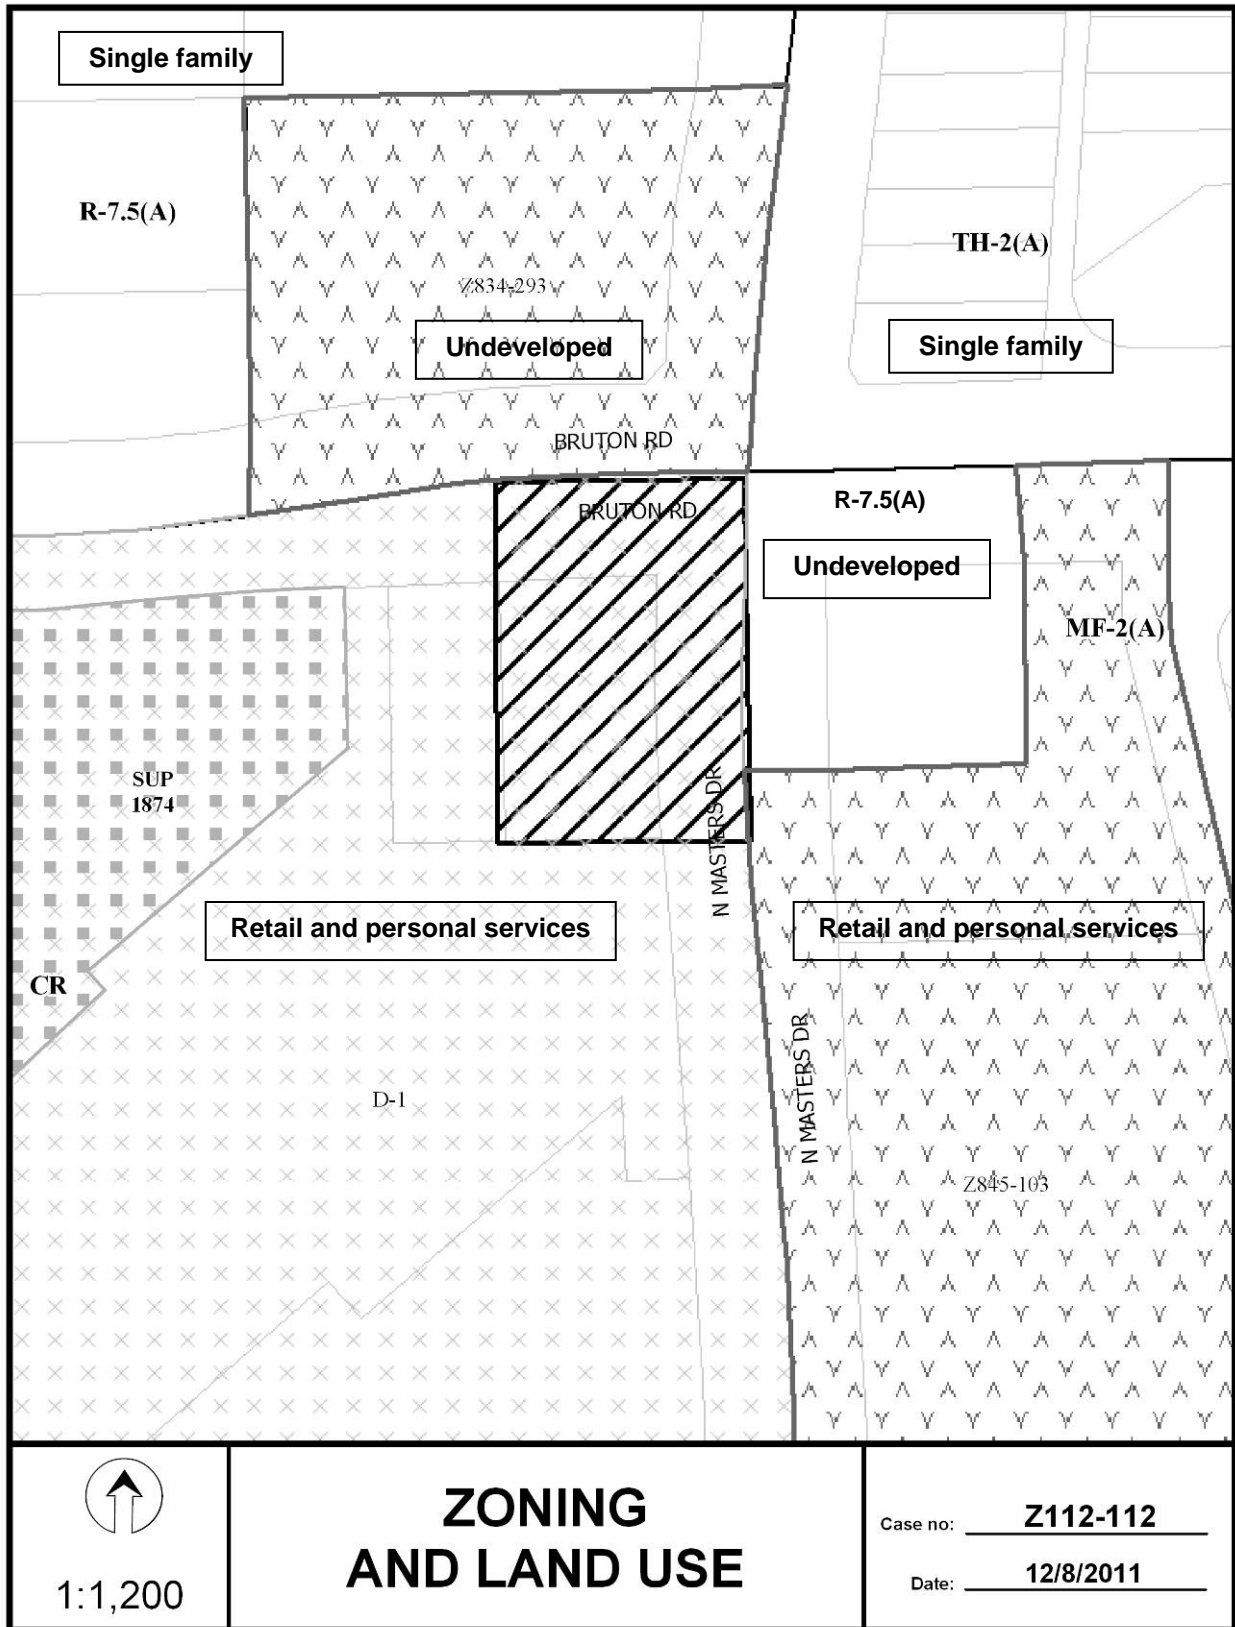 Single family
R-7.5(A)
TH-2(A)
Z834-293
Undeveloped
Single family
BRUTON RD
R-7.5(A)
BRUTON RD
Undeveloped
MF-2(A)
SUP
1874
N MASTERS DR
Retail and personal services
Retail and personal services
CR
N MASTERS DR
D-1
Z845-103
1:1,200
ZONING
AND LAND USE
Case no: Z112-112
Date: 12/8/2011